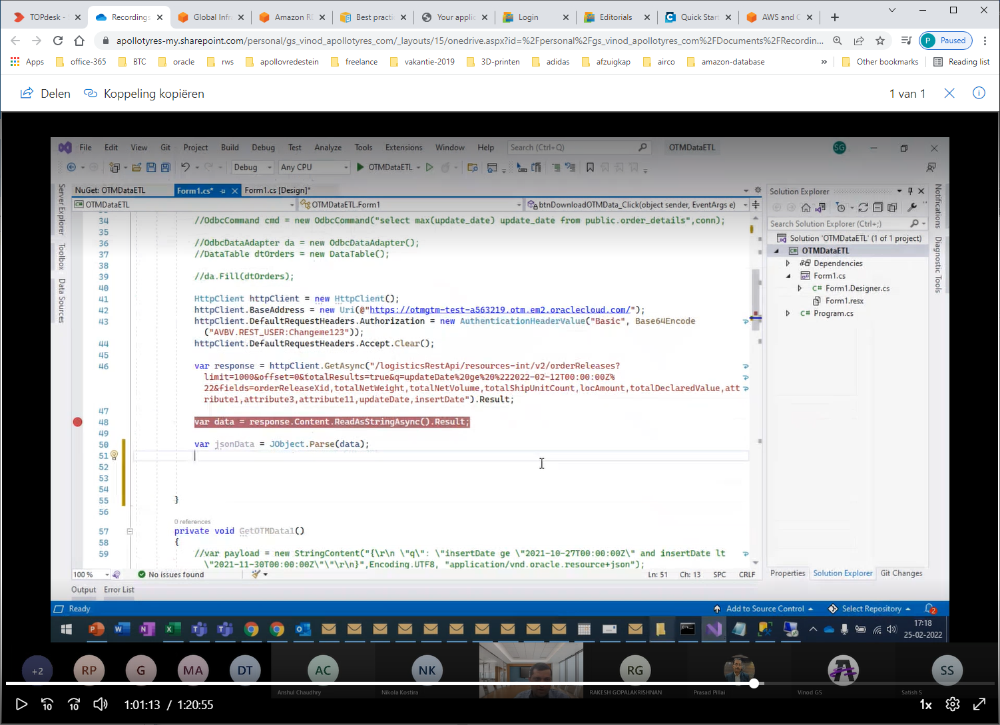 TOPdesk -
Recordings
Global Infra
Amazon R
Best practi
Your applic
Login
Editorials
Quick Start
AWS and C
apollotyres-my.sharepoint.com/personal/gs_vinod_apollotyres_com/_layouts/15/onedrive.aspx?id=%2Fpersonal%2Fgs_vinod_apollotyres_com%2FDocuments%2FRecordin...
P Paused
Apps office-365 BTC oracle rws apollovredestein freelance vakantie-2019 3D-printen adidas afzuigkap airco amazon-database » Other bookmarks Reading list
Delen Koppeling kopiëren 1 van 1
File Edit View Git Project Build Debug Test Analyze Tools Extensions Window Help Search (Ctrl+Q) OTMDataETL SG
Debug Any CPU OTMDataETL
NuGet: OTMDataETL Form1.cs* Form1.cs [Design]*
OTMDataETL OTMDataETL.Form1 btnDownloadOTMData_Click(object sender, EventArgs e)
Server Explorer
Toolbox
Data Sources
34 //OdbcCommand cmd = new OdbcCommand("select max(update_date) update_date from public.order_details",conn);
35
36 //OdbcDataAdapter da = new OdbcDataAdapter();
37 //DataTable dtOrders = new DataTable();
38
39 //da.Fill(dtOrders);
40
41 HttpClient httpClient = new HttpClient();
42 httpClient.BaseAddress = new Uri(@"https://otmgtm-test-a563219.otm.em2.oraclecloud.com/");
43 httpClient.DefaultRequestHeaders.Authorization = new AuthenticationHeaderValue("Basic", Base64Encode
("AVBV.REST_USER:Changeme123"));
44 httpClient.DefaultRequestHeaders.Accept.Clear();
45
46 var response = httpClient.GetAsync("/logisticsRestApi/resources-int/v2/orderReleases?
limit=1000&offset=0&totalResults=true&q=updateDate%20ge%20%222022-02-12T00:00:00Z%
22&fields=orderReleaseXid,totalNetWeight,totalNetVolume,totalShipUnitCount,locAmount,totalDeclaredValue,att
ribute1,attribute3,attribute11,updateDate,insertDate").Result;
47
48 var data = response.Content.ReadAsStringAsync().Result;
49
50 var jsonData = JObject.Parse(data);
51
52
53
54
55 }
56
0 references
57 private void GetOTMData1()
58 {
59 //var payload = new StringContent("{\r\n \"q\": \"insertDate ge \"2021-10-27T00:00:00Z\" and insertDate lt
\"2021-11-30T00:00:00Z\"\"\r\n}",Encoding.UTF8, "application/vnd.oracle.resource+json");
100 % No issues found Ln: 51 Ch: 13 SPC CRLF
Output Error List
Solution Explorer
Search Solution Explorer (Ctrl+;)
Solution 'OTMDataETL' (1 of 1 project)
OTMDataETL
Dependencies
Form1.cs
C# Form1.Designer.cs
Form1.resx
C# Program.cs
Properties Solution Explorer Git Changes
Notifications
Diagnostic Tools
Ready Add to Source Control Select Repository 2
17:18
25-02-2022
+2 RP G MA DT AC NK RG SS
Anshul Chaudhry Nikola Kostira RAKESH GOPALAKRISHNAN Prasad Pillai Vinod GS Satish S
10 10 1:01:13 / 1:20:55 1x